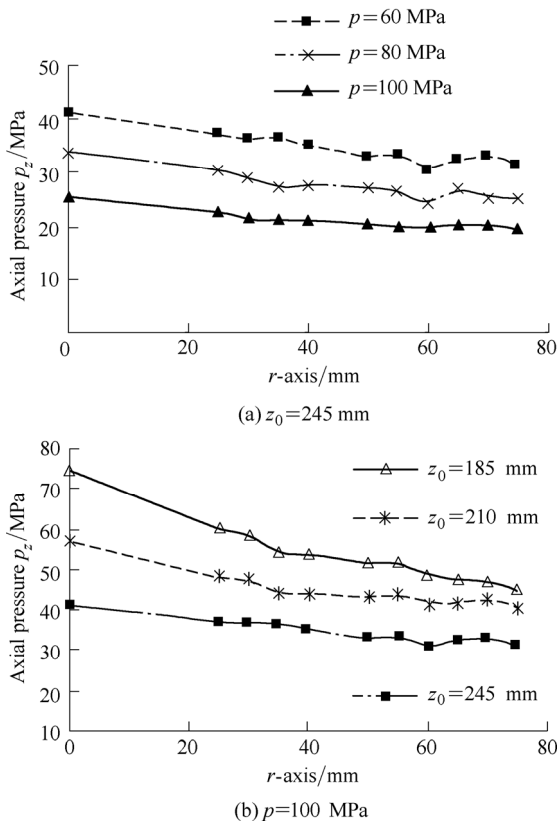 p=60 MPa
p=80 MPa
p=100 MPa
Axial pressure p_z/MPa
50
40
30
20
10
0 20 40 60 80
r-axis/mm
(a) z₀=245 mm
z₀=185 mm
z₀=210 mm
z₀=245 mm
Axial pressure p_z/MPa
80
70
60
50
40
30
20
10
0 20 40 60 80
r-axis/mm
(b) p=100 MPa